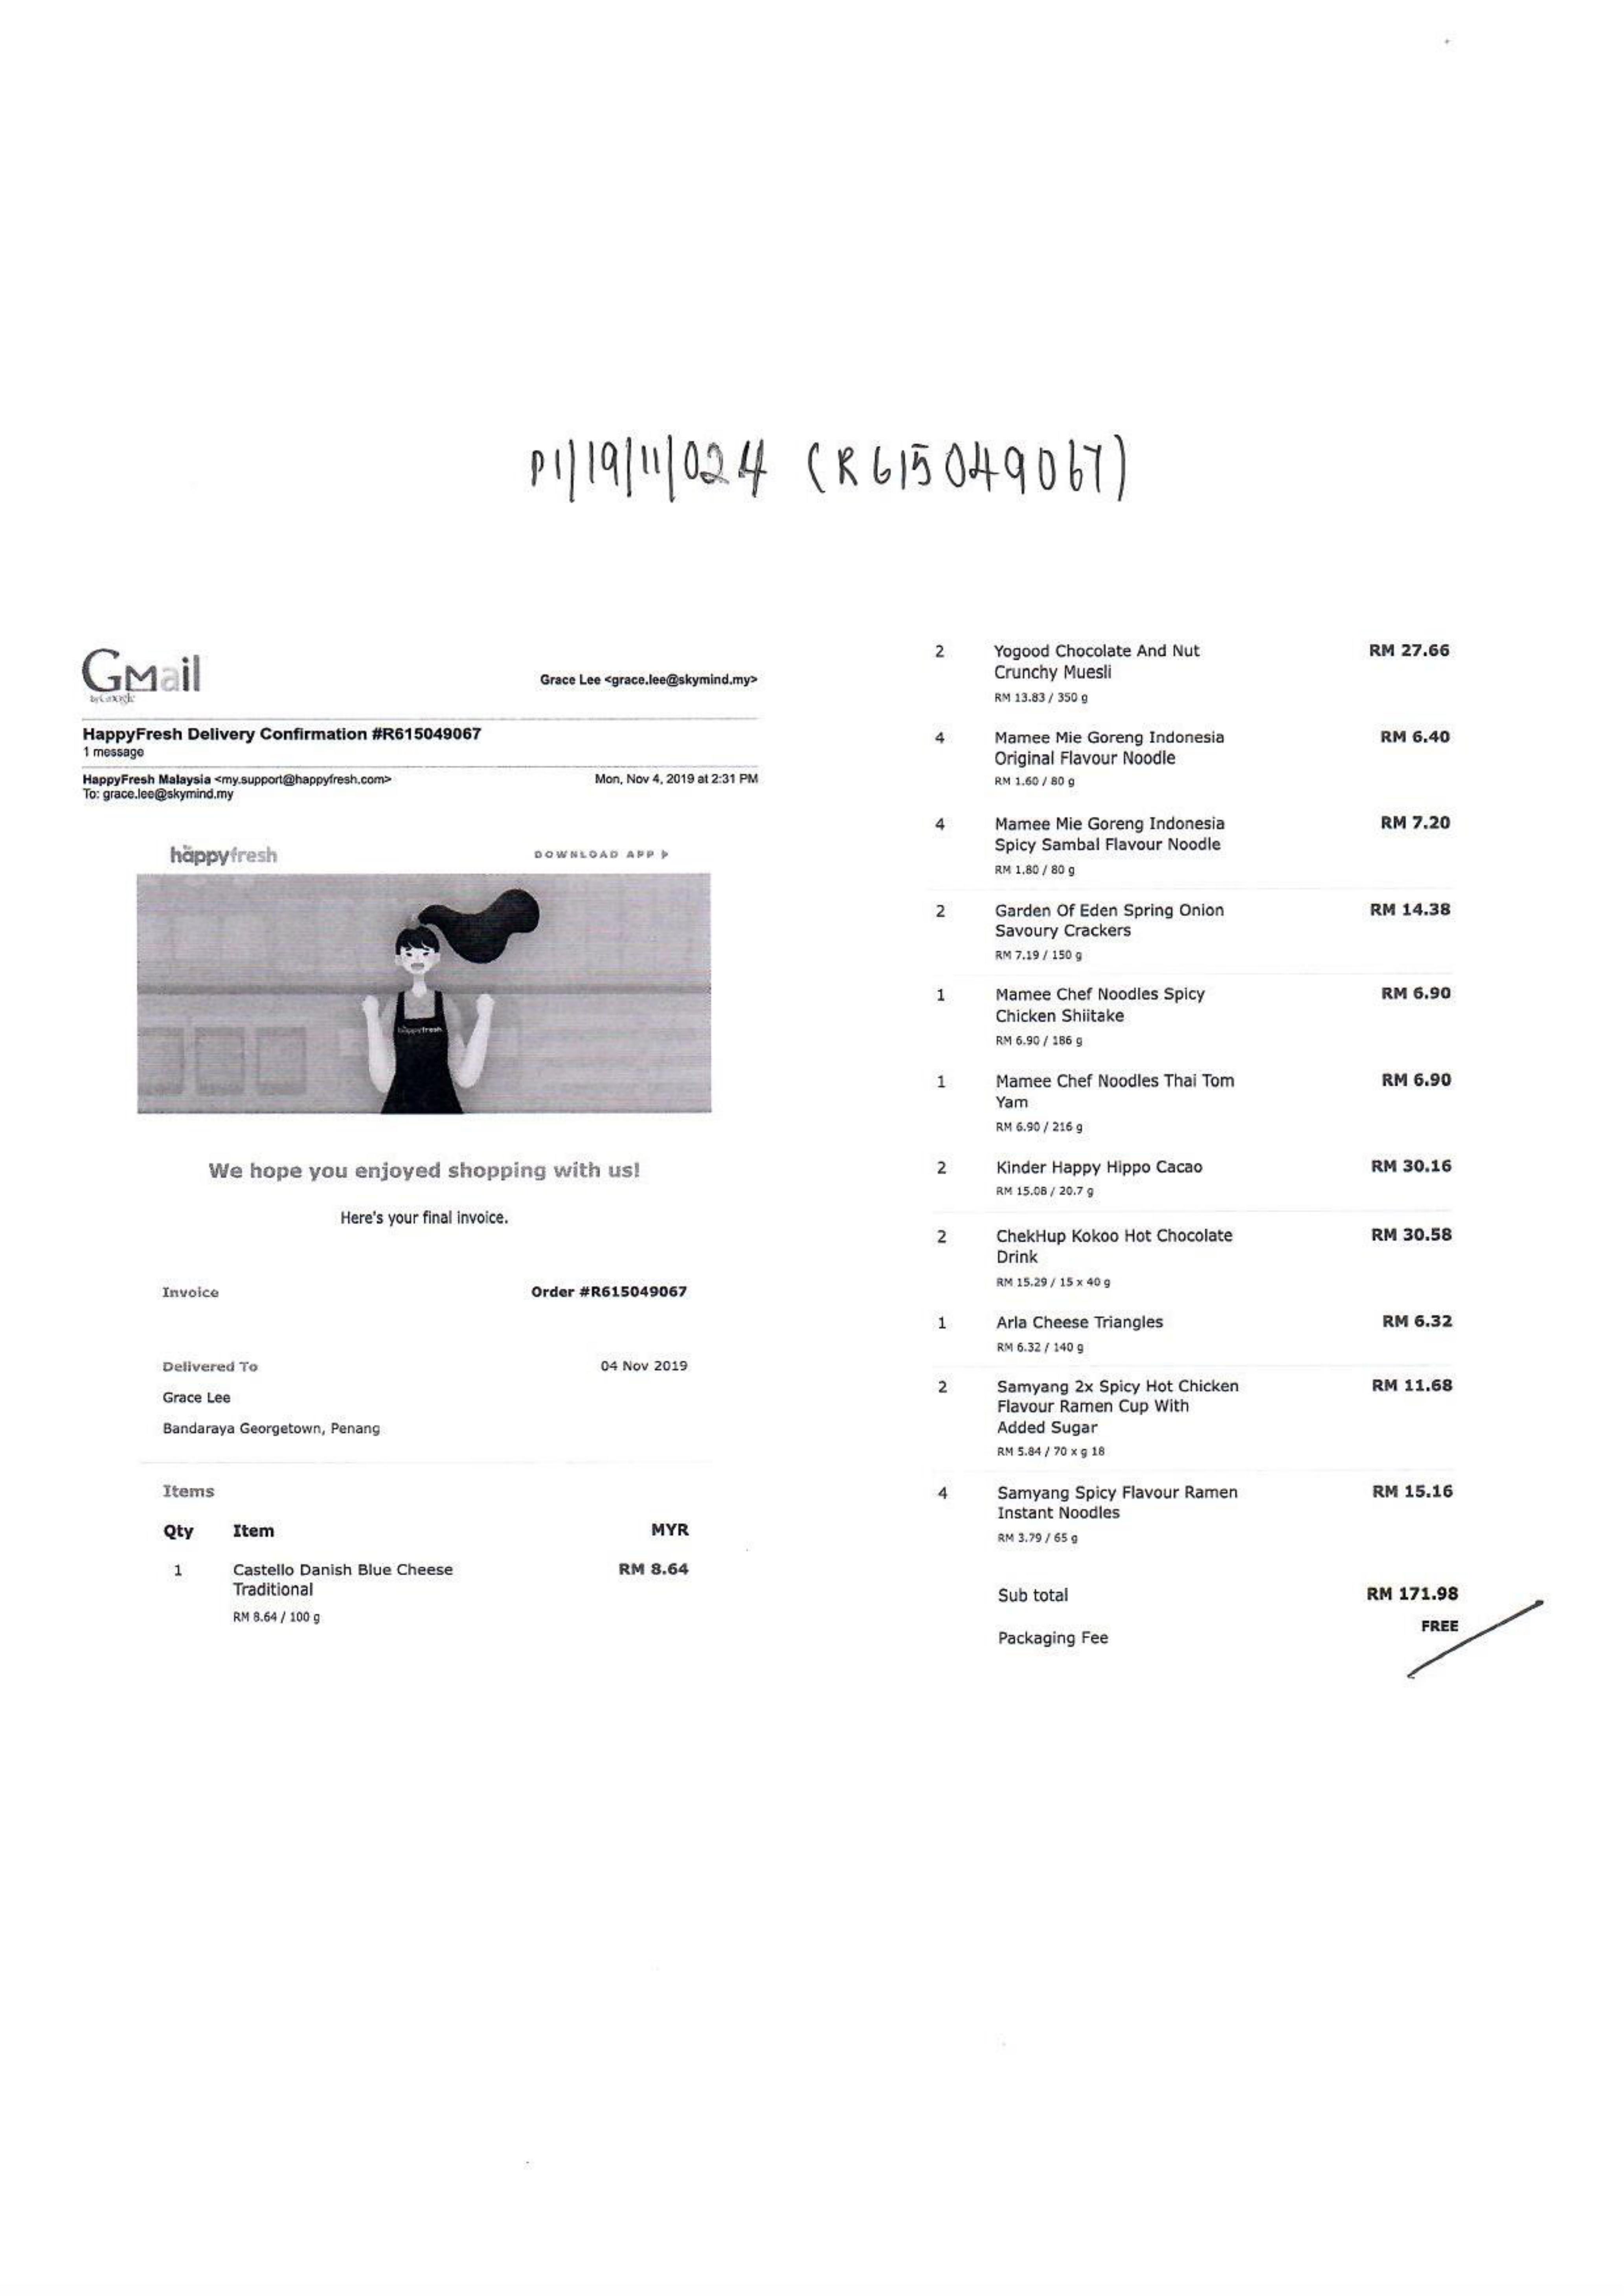 PI/19/11/024 (R615049067)
GMail
by Google
Grace Lee <grace.lee@skymind.my>
HappyFresh Delivery Confirmation #R615049067
1 message
HappyFresh Malaysia <my.support@happyfresh.com>
Mon, Nov 4, 2019 at 2:31 PM
To: grace.lee@skymind.my
happyfresh
DOWNLOAD APP
happyfresh
We hope you enjoyed shopping with us!
Here's your final invoice.
Invoice
Order #R615049067
Delivered To
04 Nov 2019
Grace Lee
Bandaraya Georgetown, Penang
Items
Qty Item MYR
1 Castello Danish Blue Cheese RM 8.64
Traditional
RM 8.64 / 100 g
2 Yogood Chocolate And Nut RM 27.66
Crunchy Muesli
RM 13.83 / 350 g
4 Mamee Mie Goreng Indonesia RM 6.40
Original Flavour Noodle
RM 1.60 / 80 g
4 Mamee Mie Goreng Indonesia RM 7.20
Spicy Sambal Flavour Noodle
RM 1.80 / 80 g
2 Garden Of Eden Spring Onion RM 14.38
Savoury Crackers
RM 7.19 / 150 g
1 Mamee Chef Noodles Spicy RM 6.90
Chicken Shiitake
RM 6.90 / 186 g
1 Mamee Chef Noodles Thai Tom RM 6.90
Yam
RM 6.90 / 216 g
2 Kinder Happy Hippo Cacao RM 30.16
RM 15.08 / 20.7 g
2 ChekHup Kokoo Hot Chocolate RM 30.58
Drink
RM 15.29 / 15 x 40 g
1 Arla Cheese Triangles RM 6.32
RM 6.32 / 140 g
2 Samyang 2x Spicy Hot Chicken RM 11.68
Flavour Ramen Cup With
Added Sugar
RM 5.84 / 70 x g 18
4 Samyang Spicy Flavour Ramen RM 15.16
Instant Noodles
RM 3.79 / 65 g
Sub total RM 171.98
Packaging Fee FREE